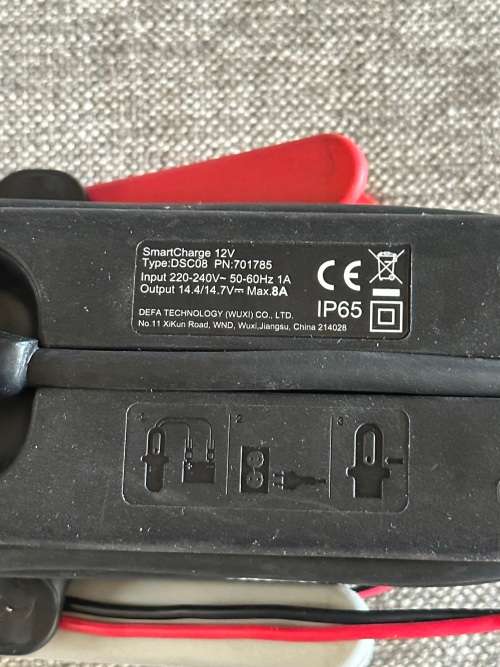 SmartCharge 12V
Type:DSC08 PN:701785
Input 220-240V~ 50-60Hz 1A
Output 14.4/14.7V⎓ Max.8A
CE
IP65
DEFA TECHNOLOGY (WUXI) CO., LTD.
No.11 XiKun Road, WND, Wuxi,Jiangsu, China 214028
1 2 3